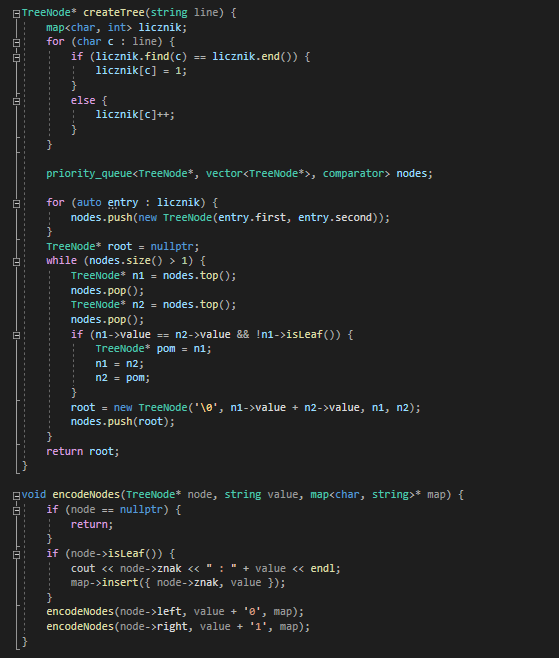 TreeNode* createTree(string line) {
    map<char, int> licznik;
    for (char c : line) {
        if (licznik.find(c) == licznik.end()) {
            licznik[c] = 1;
        }
        else {
            licznik[c]++;
        }
    }

    priority_queue<TreeNode*, vector<TreeNode*>, comparator> nodes;

    for (auto entry : licznik) {
        nodes.push(new TreeNode(entry.first, entry.second));
    }
    TreeNode* root = nullptr;
    while (nodes.size() > 1) {
        TreeNode* n1 = nodes.top();
        nodes.pop();
        TreeNode* n2 = nodes.top();
        nodes.pop();
        if (n1->value == n2->value && !n1->isLeaf()) {
            TreeNode* pom = n1;
            n1 = n2;
            n2 = pom;
        }
        root = new TreeNode('\0', n1->value + n2->value, n1, n2);
        nodes.push(root);
    }
    return root;
}

void encodeNodes(TreeNode* node, string value, map<char, string>* map) {
    if (node == nullptr) {
        return;
    }
    if (node->isLeaf()) {
        cout << node->znak << " : " + value << endl;
        map->insert({ node->znak, value });
    }
    encodeNodes(node->left, value + '0', map);
    encodeNodes(node->right, value + '1', map);
}